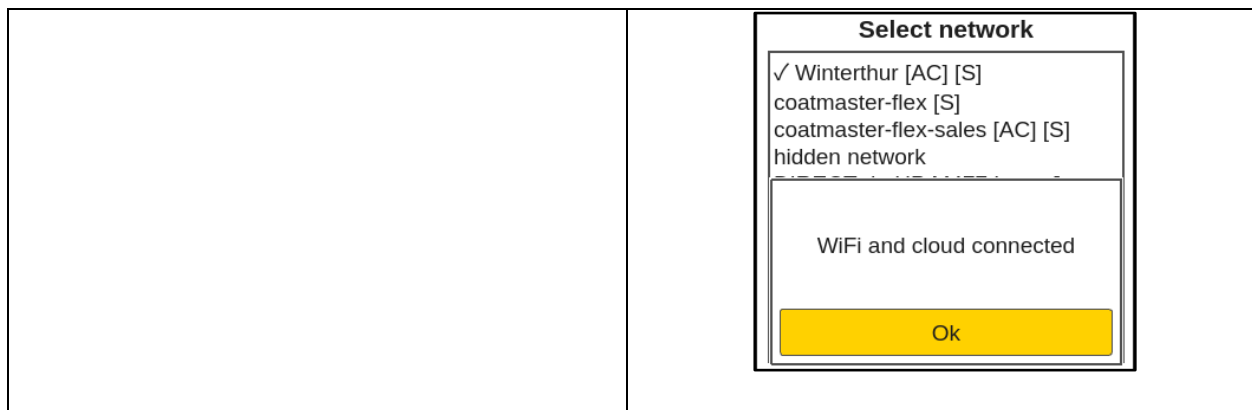 Select network
✓ Winterthur [AC] [S]
coatmaster-flex [S]
coatmaster-flex-sales [AC] [S]
hidden network
WiFi and cloud connected
Ok